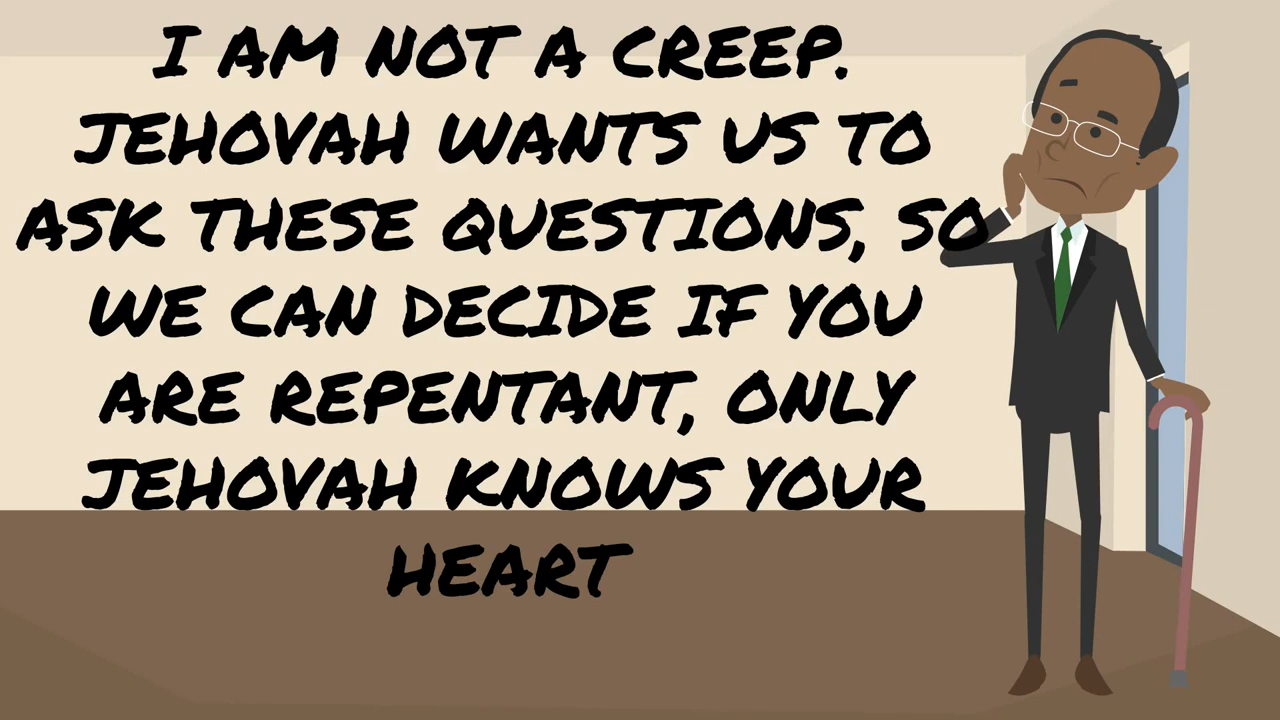 I AM NOT A CREEP.
JEHOVAH WANTS US TO
ASK THESE QUESTIONS, SO
WE CAN DECIDE IF YOU
ARE REPENTANT, ONLY
JEHOVAH KNOWS YOUR
HEART